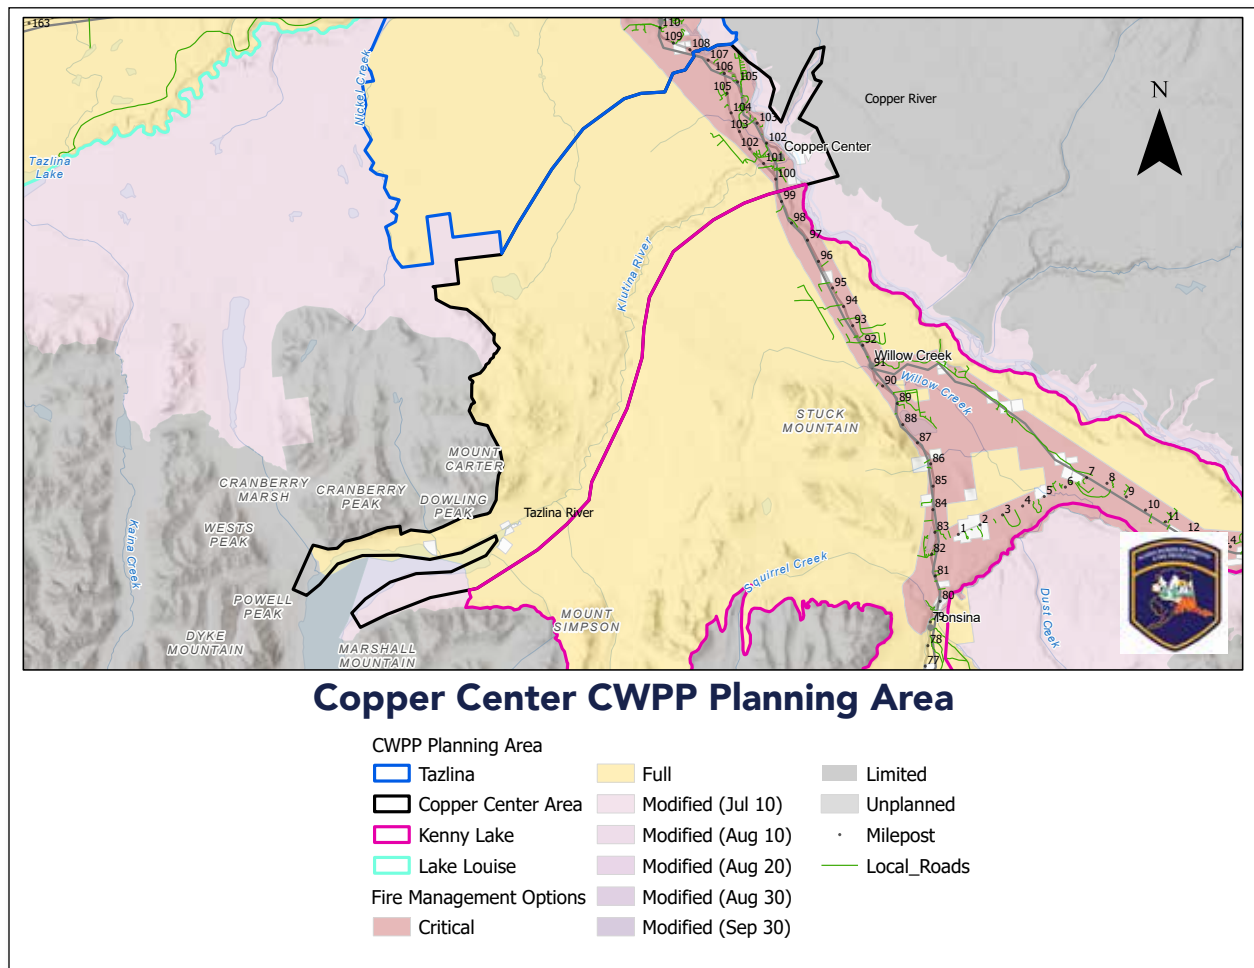 163
110
109
108
107
106
105
105
104
103
103
102
102
101
100
99
98
97
96
95
94
93
92
91
90
89
88
87
86
85
84
83
82
81
80
78
77
1
2
3
4
5
6
7
8
9
10
11
12
Nickel Creek
Tazlina
Lake
Copper River
N
Copper Center
Klutina River
Willow Creek
Willow Creek
STUCK
MOUNTAIN
MOUNT
CARTER
CRANBERRY
MARSH
CRANBERRY
PEAK
DOWLING
PEAK
WESTS
PEAK
Tazlina River
Kaina Creek
Squirrel Creek
POWELL
PEAK
MOUNT
SIMPSON
Dust Creek
Tonsina
DYKE
MOUNTAIN
MARSHALL
MOUNTAIN
Copper Center CWPP Planning Area
CWPP Planning Area
Tazlina
Copper Center Area
Kenny Lake
Lake Louise
Fire Management Options
Critical
Full
Modified (Jul 10)
Modified (Aug 10)
Modified (Aug 20)
Modified (Aug 30)
Modified (Sep 30)
Limited
Unplanned
Milepost
Local_Roads